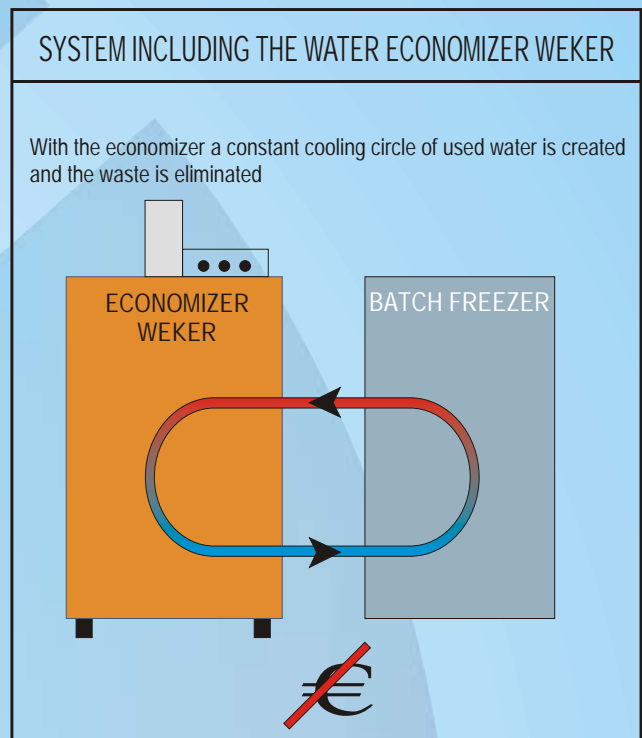 SYSTEM INCLUDING THE WATER ECONOMIZER WEKER
With the economizer a constant cooling circle of used water is created
and the waste is eliminated
ECONOMIZER
WEKER
BATCH FREEZER
€